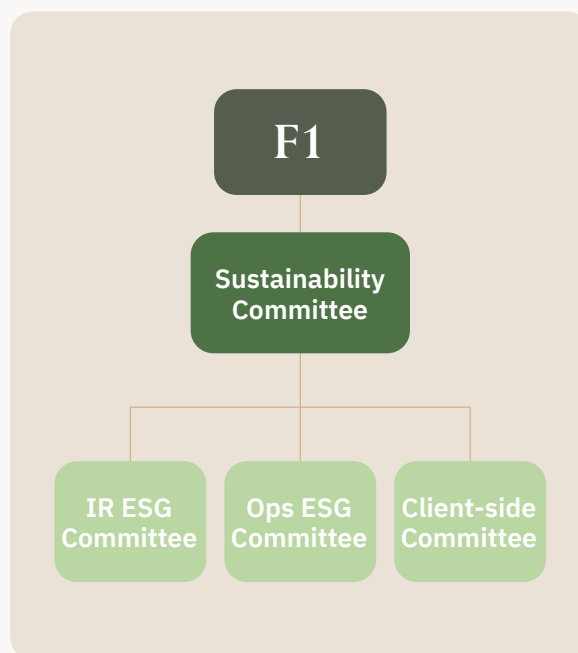 F1
Sustainability
Committee
IR ESG
Committee
Ops ESG
Committee
Client-side
Committee